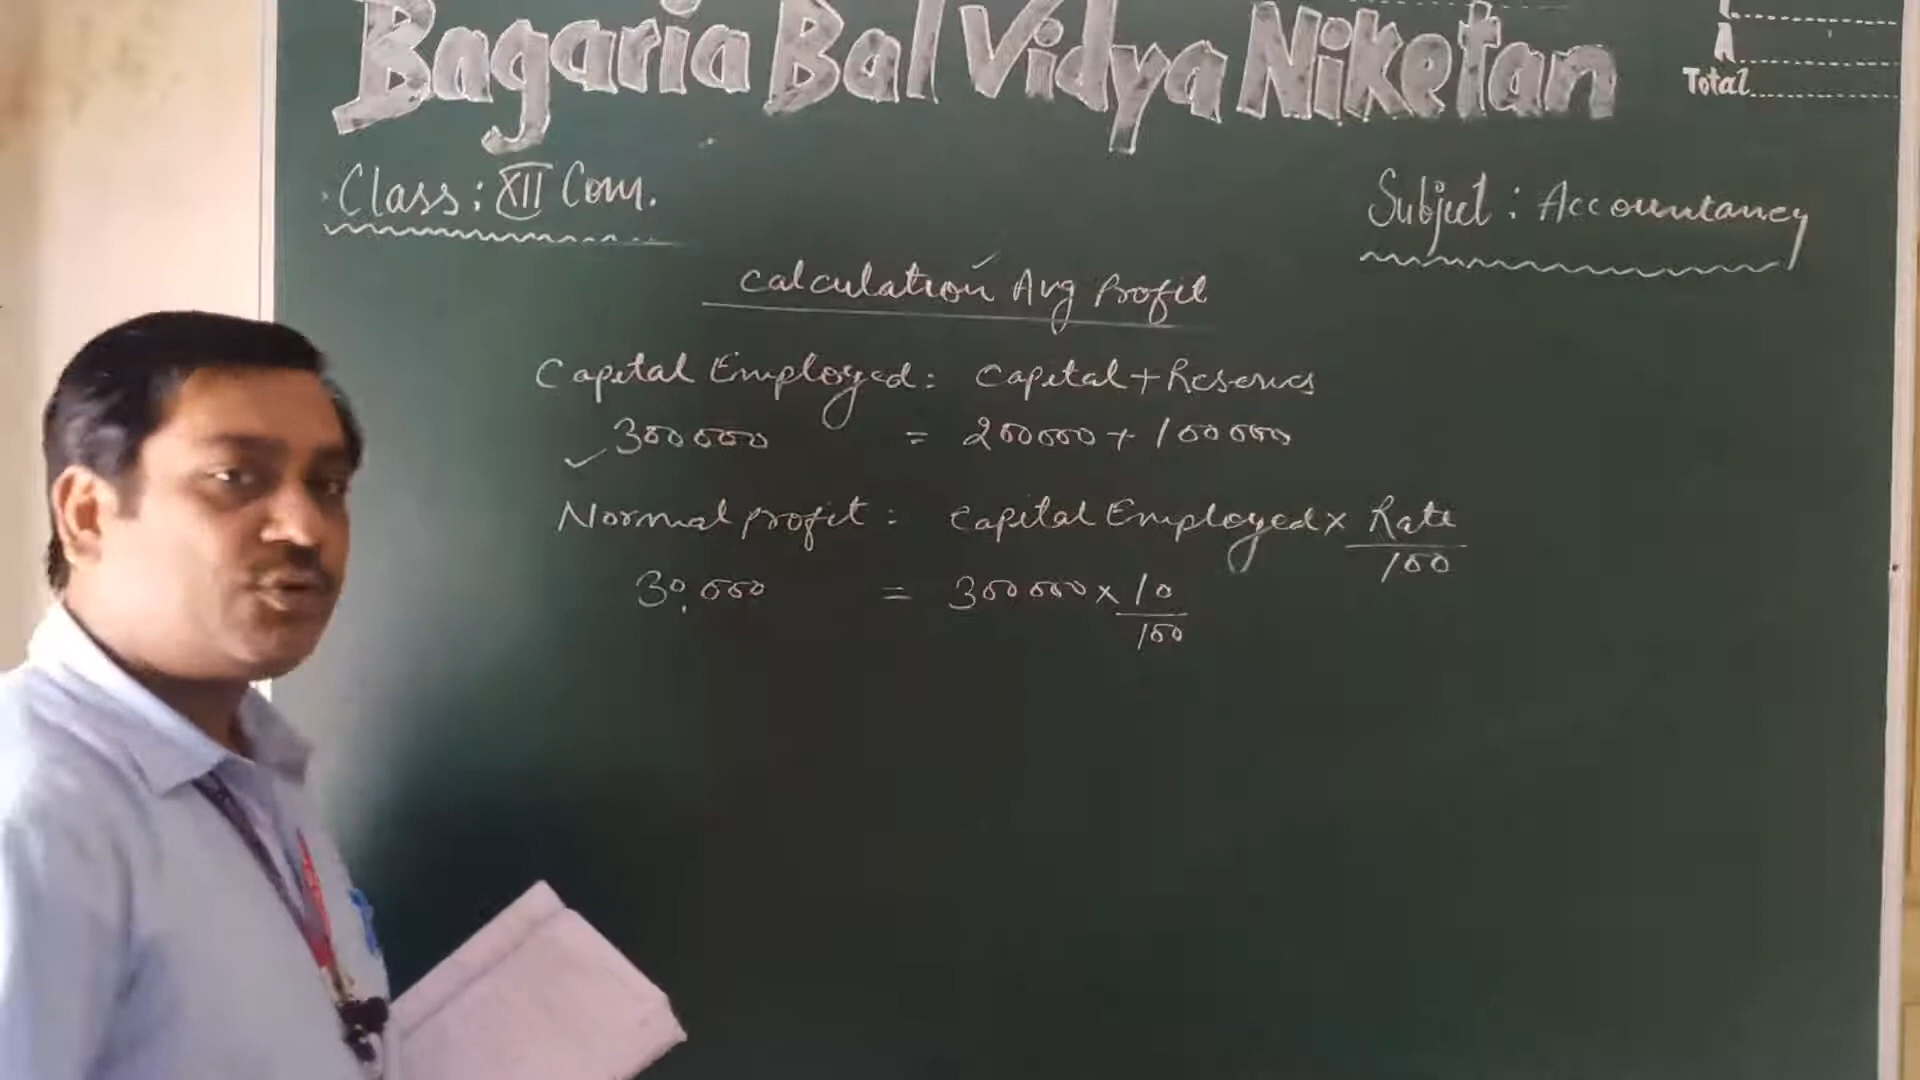 Bagaria Bal Vidya Niketan
A
Total
Class: XII Com.
Subject: Accountancy
Calculation Avg Profit
Capital Employed: Capital + Reserves
300000 = 200000 + 100000
Normal profit: Capital Employed × Rate
100
30,000 = 300000 × 10
100